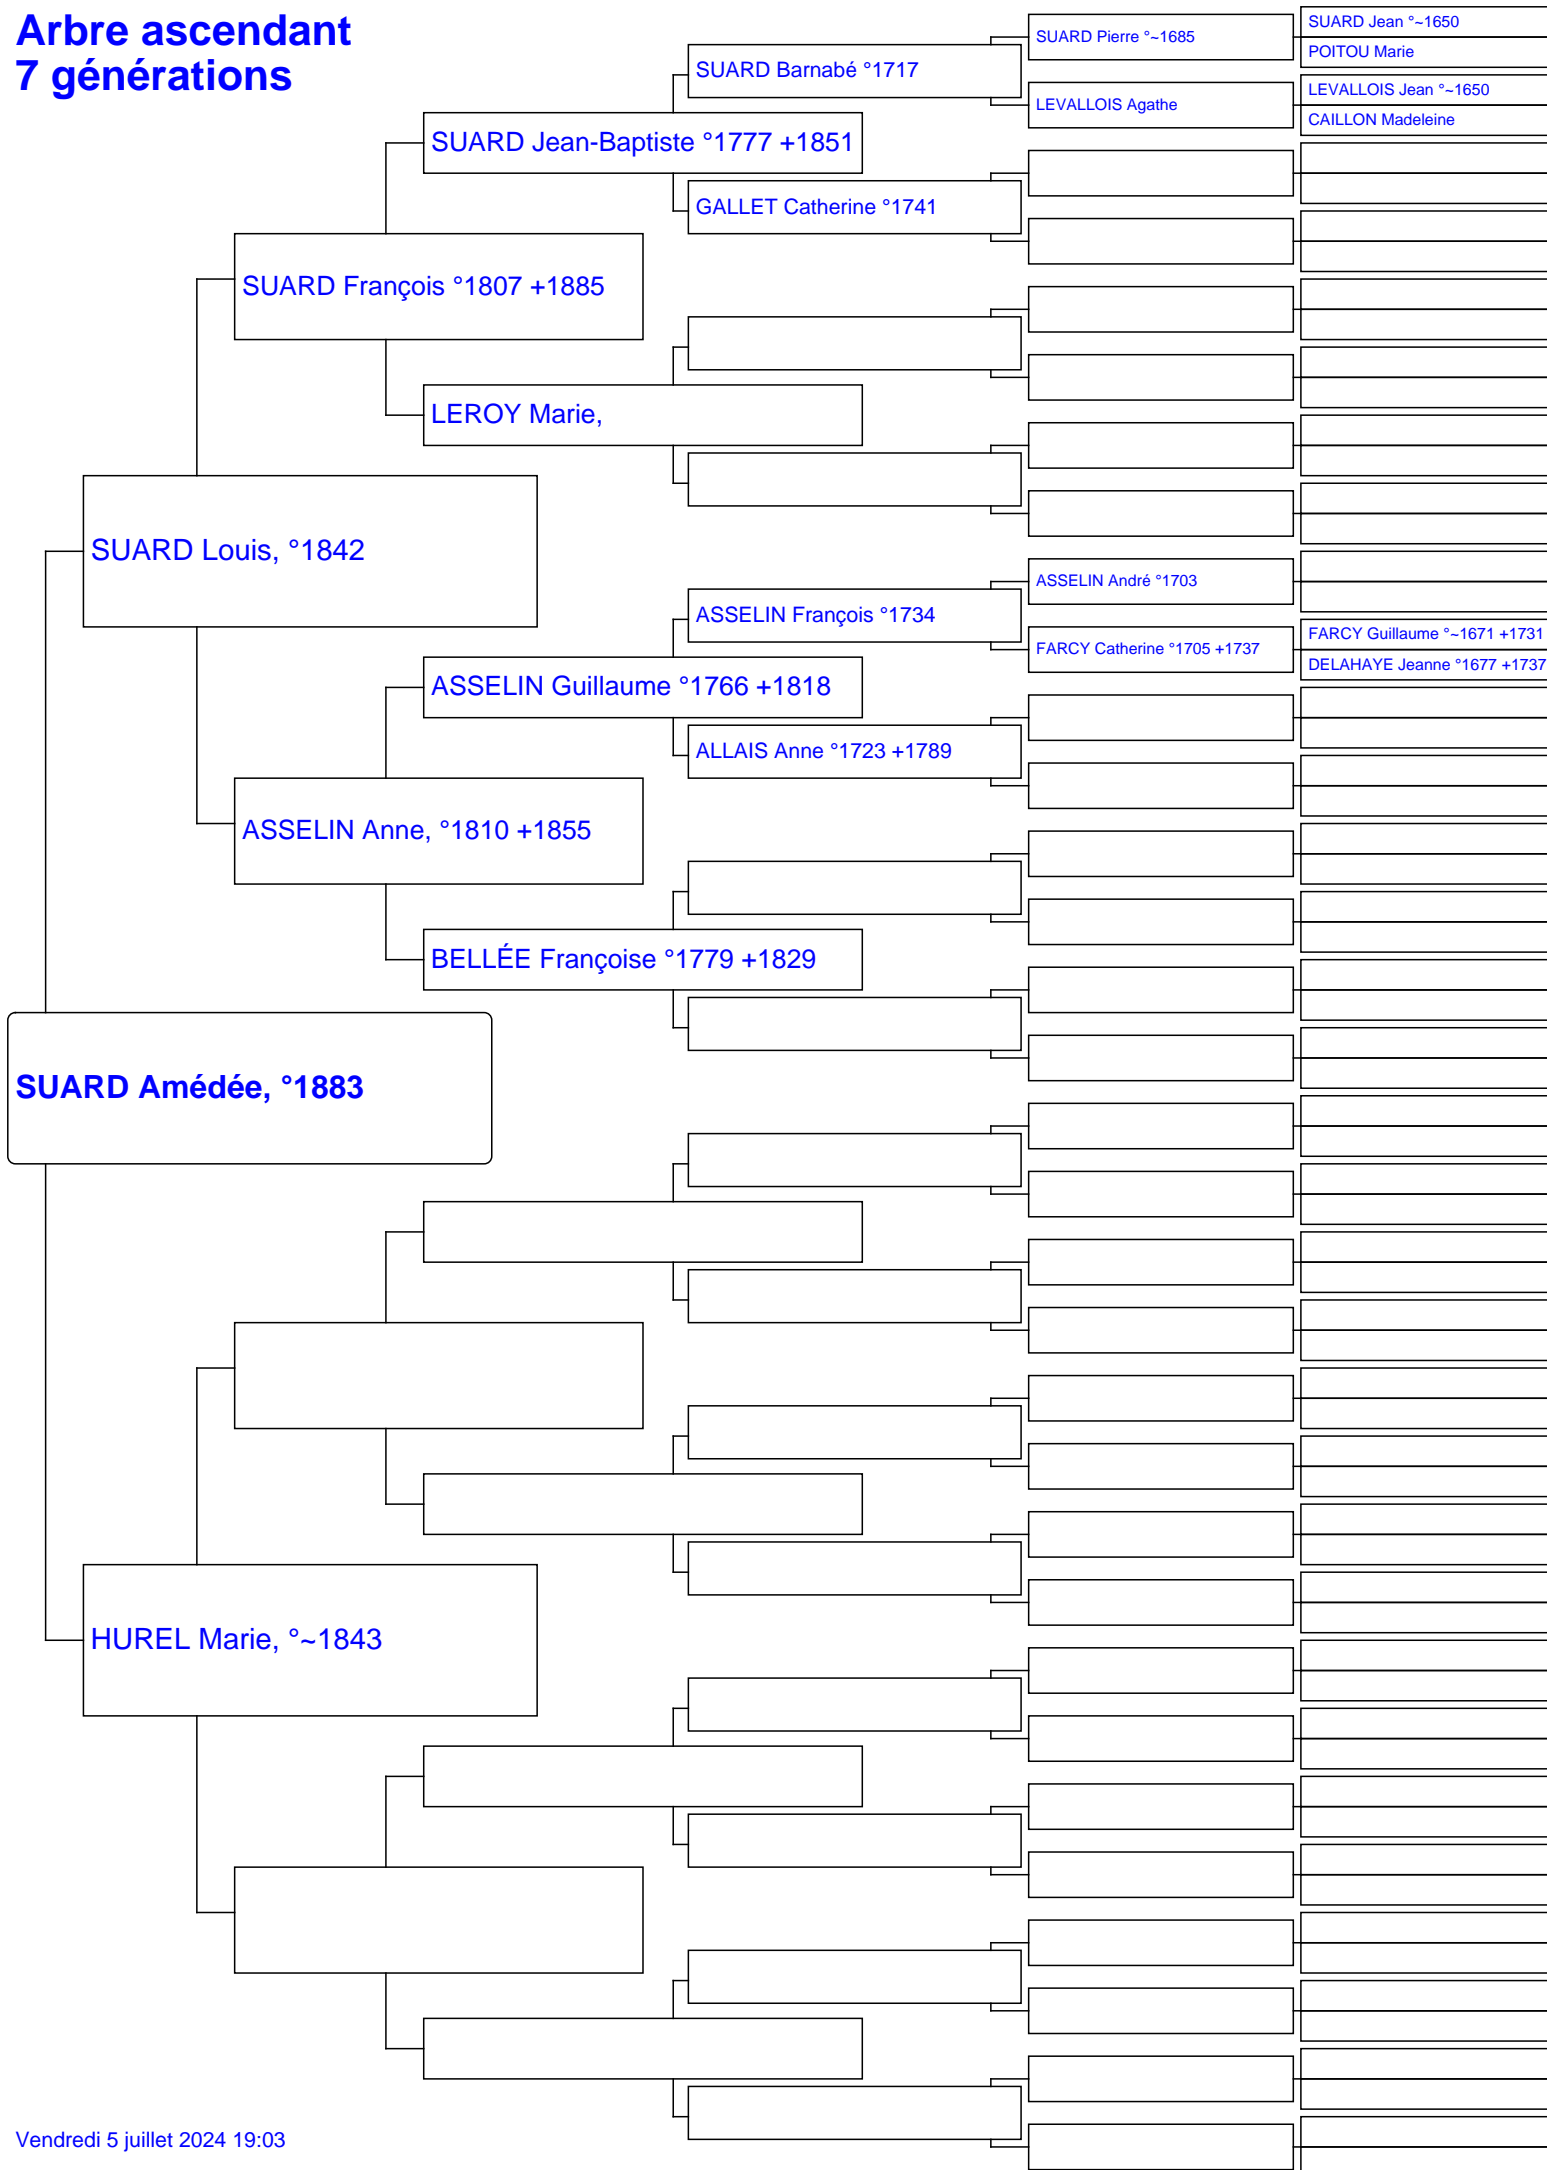 Arbre ascendant
7 générations
SUARD Jean °~1650
SUARD Pierre °~1685
POITOU Marie
SUARD Barnabé °1717
LEVALLOIS Jean °~1650
LEVALLOIS Agathe
CAILLON Madeleine
SUARD Jean-Baptiste °1777 +1851
GALLET Catherine °1741
SUARD François °1807 +1885
LEROY Marie,
SUARD Louis, °1842
ASSELIN André °1703
ASSELIN François °1734
FARCY Guillaume °~1671 +1731
FARCY Catherine °1705 +1737
DELAHAYE Jeanne °1677 +1737
ASSELIN Guillaume °1766 +1818
ALLAIS Anne °1723 +1789
ASSELIN Anne, °1810 +1855
BELLÉE Françoise °1779 +1829
SUARD Amédée, °1883
HUREL Marie, °~1843
Vendredi 5 juillet 2024 19:03